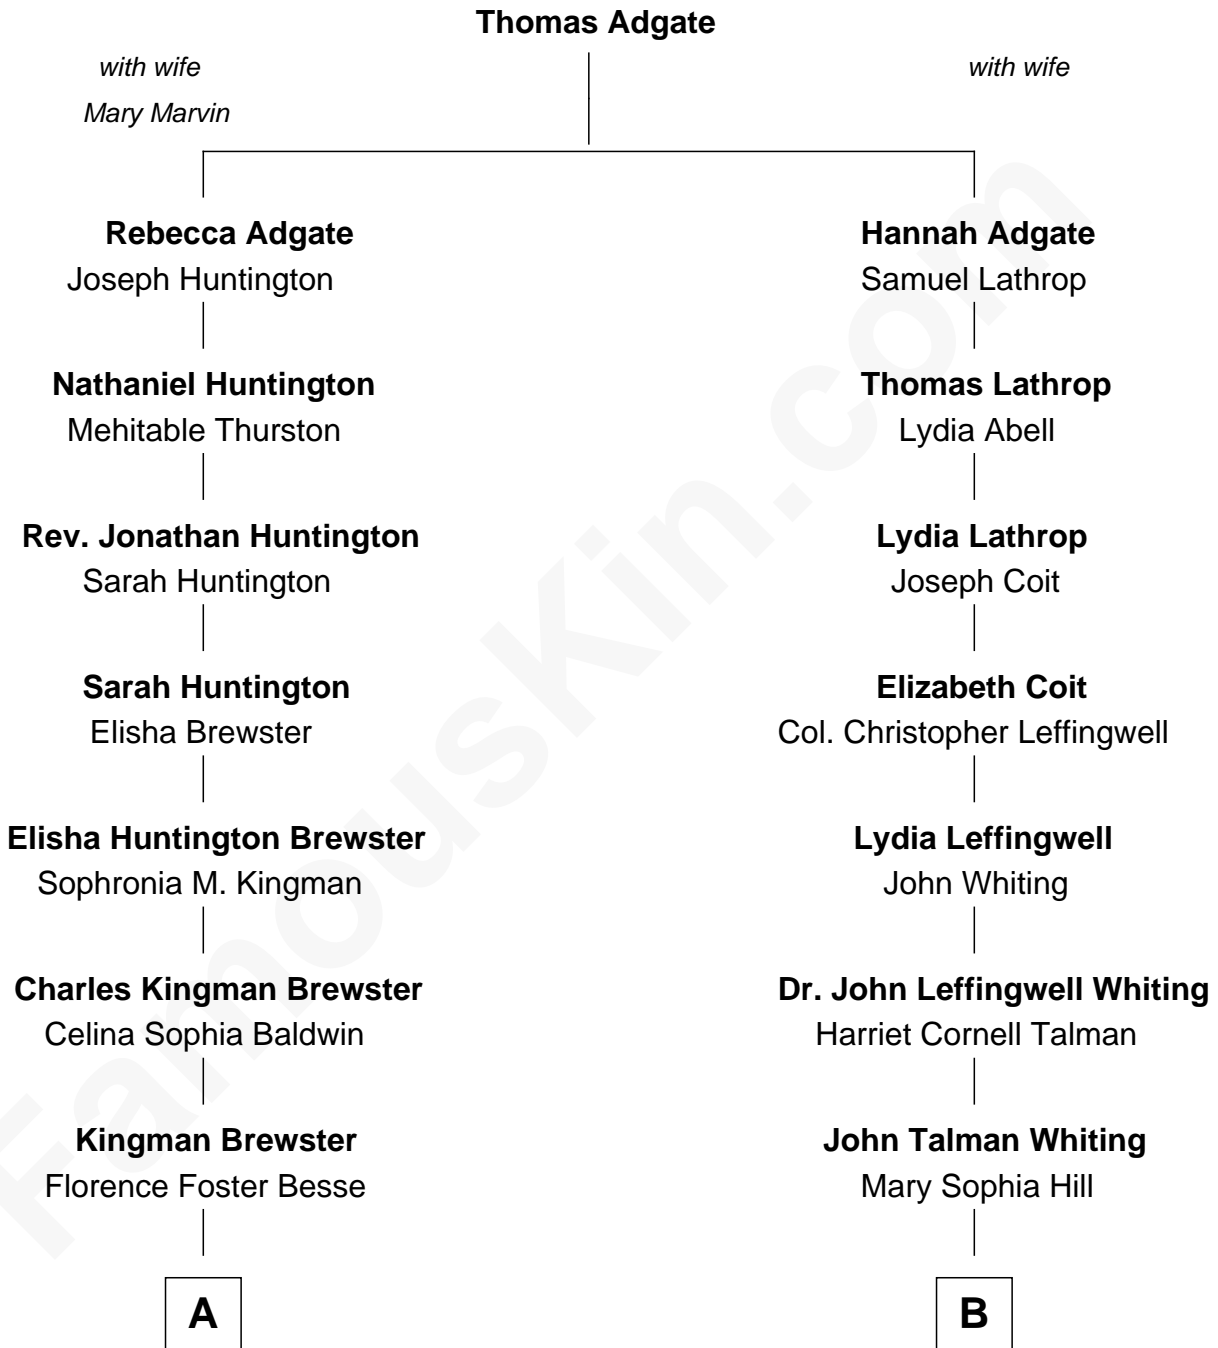 Thomas Adgate
with wife
Mary Marvin
with wife
Rebecca Adgate
Joseph Huntington
Hannah Adgate
Samuel Lathrop
Nathaniel Huntington
Mehitable Thurston
Thomas Lathrop
Lydia Abell
Rev. Jonathan Huntington
Sarah Huntington
Lydia Lathrop
Joseph Coit
Sarah Huntington
Elisha Brewster
Elizabeth Coit
Col. Christopher Leffingwell
Elisha Huntington Brewster
Sophronia M. Kingman
Lydia Leffingwell
John Whiting
Charles Kingman Brewster
Celina Sophia Baldwin
Dr. John Leffingwell Whiting
Harriet Cornell Talman
Kingman Brewster
Florence Foster Besse
John Talman Whiting
Mary Sophia Hill
A
B
FamousKin.com